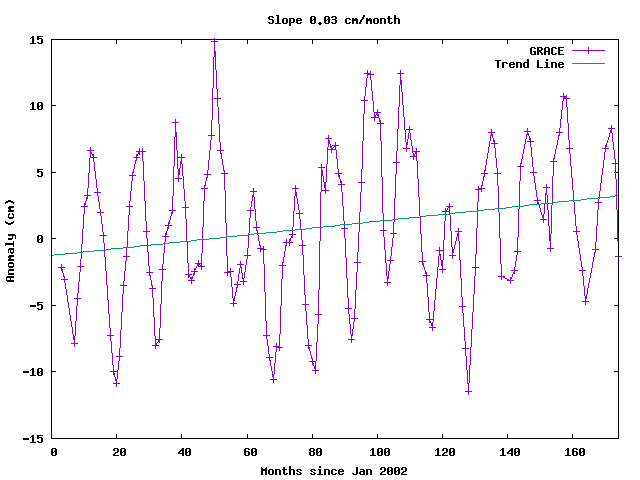 Slope 0.03 cm/month
GRACE
Trend Line
15
10
5
0
-5
-10
-15
Anomaly (cm)
0 20 40 60 80 100 120 140 160
Months since Jan 2002